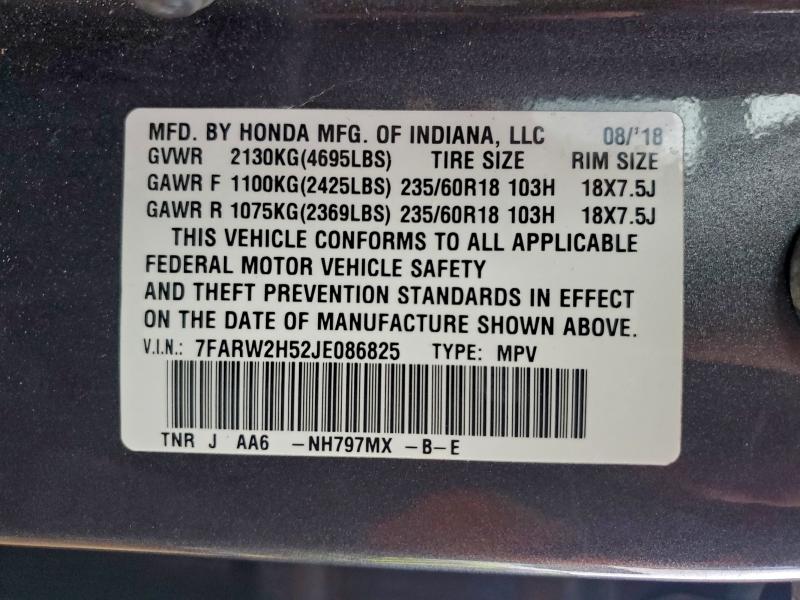 MFD. BY HONDA MFG. OF INDIANA, LLC 08/'18
GVWR 2130KG(4695LBS) TIRE SIZE RIM SIZE
GAWR F 1100KG(2425LBS) 235/60R18 103H 18X7.5J
GAWR R 1075KG(2369LBS) 235/60R18 103H 18X7.5J
THIS VEHICLE CONFORMS TO ALL APPLICABLE
FEDERAL MOTOR VEHICLE SAFETY
AND THEFT PREVENTION STANDARDS IN EFFECT
ON THE DATE OF MANUFACTURE SHOWN ABOVE.
V.I.N.: 7FARW2H52JE086825 TYPE: MPV
TNR J AA6 -NH797MX -B-E